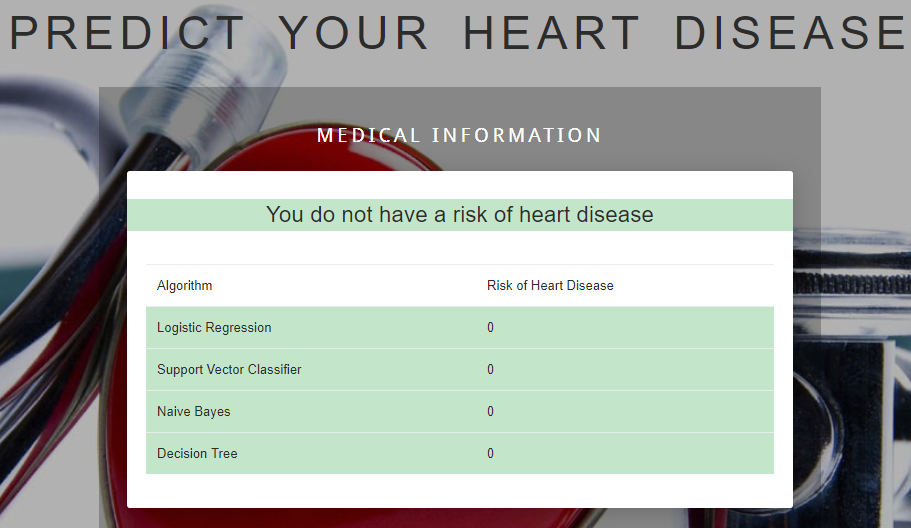 PREDICT YOUR HEART DISEASE
MEDICAL INFORMATION
You do not have a risk of heart disease
Algorithm Risk of Heart Disease
Logistic Regression 0
Support Vector Classifier 0
Naive Bayes 0
Decision Tree 0